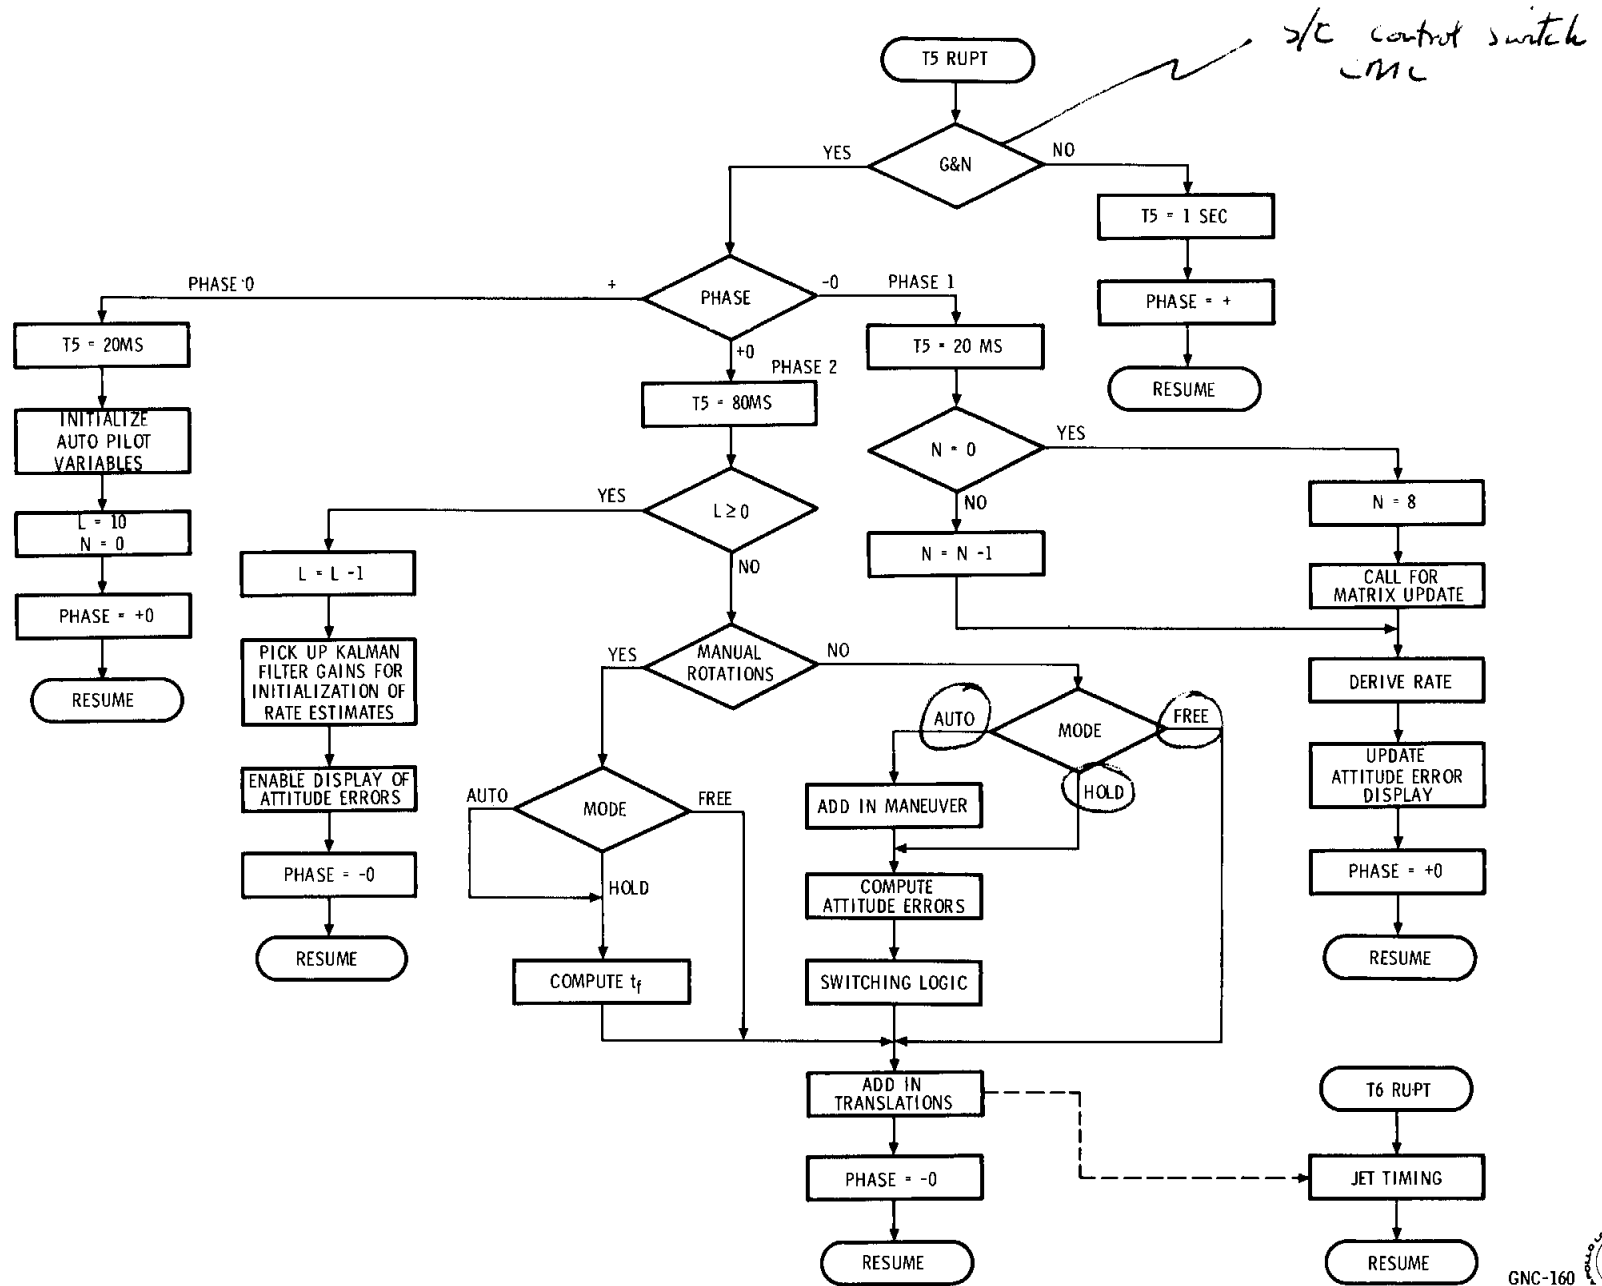 S/C control switch
CMC
T5 RUPT
G&N
YES
NO
T5 = 1 SEC
PHASE = +
RESUME
PHASE 0
+
PHASE
-0
PHASE 1
+0
PHASE 2
T5 = 20MS
INITIALIZE
AUTO PILOT
VARIABLES
L = 10
N = 0
PHASE = +0
RESUME
T5 = 80MS
L ≥ 0
YES
NO
L = L -1
PICK UP KALMAN
FILTER GAINS FOR
INITIALIZATION OF
RATE ESTIMATES
ENABLE DISPLAY OF
ATTITUDE ERRORS
PHASE = -0
RESUME
T5 = 20 MS
N = 0
YES
NO
N = N -1
N = 8
CALL FOR
MATRIX UPDATE
DERIVE RATE
UPDATE
ATTITUDE ERROR
DISPLAY
PHASE = +0
RESUME
MANUAL
ROTATIONS
YES
NO
AUTO
MODE
FREE
HOLD
COMPUTE tf
AUTO
MODE
FREE
HOLD
ADD IN MANEUVER
COMPUTE
ATTITUDE ERRORS
SWITCHING LOGIC
ADD IN
TRANSLATIONS
PHASE = -0
RESUME
T6 RUPT
JET TIMING
RESUME
GNC-160